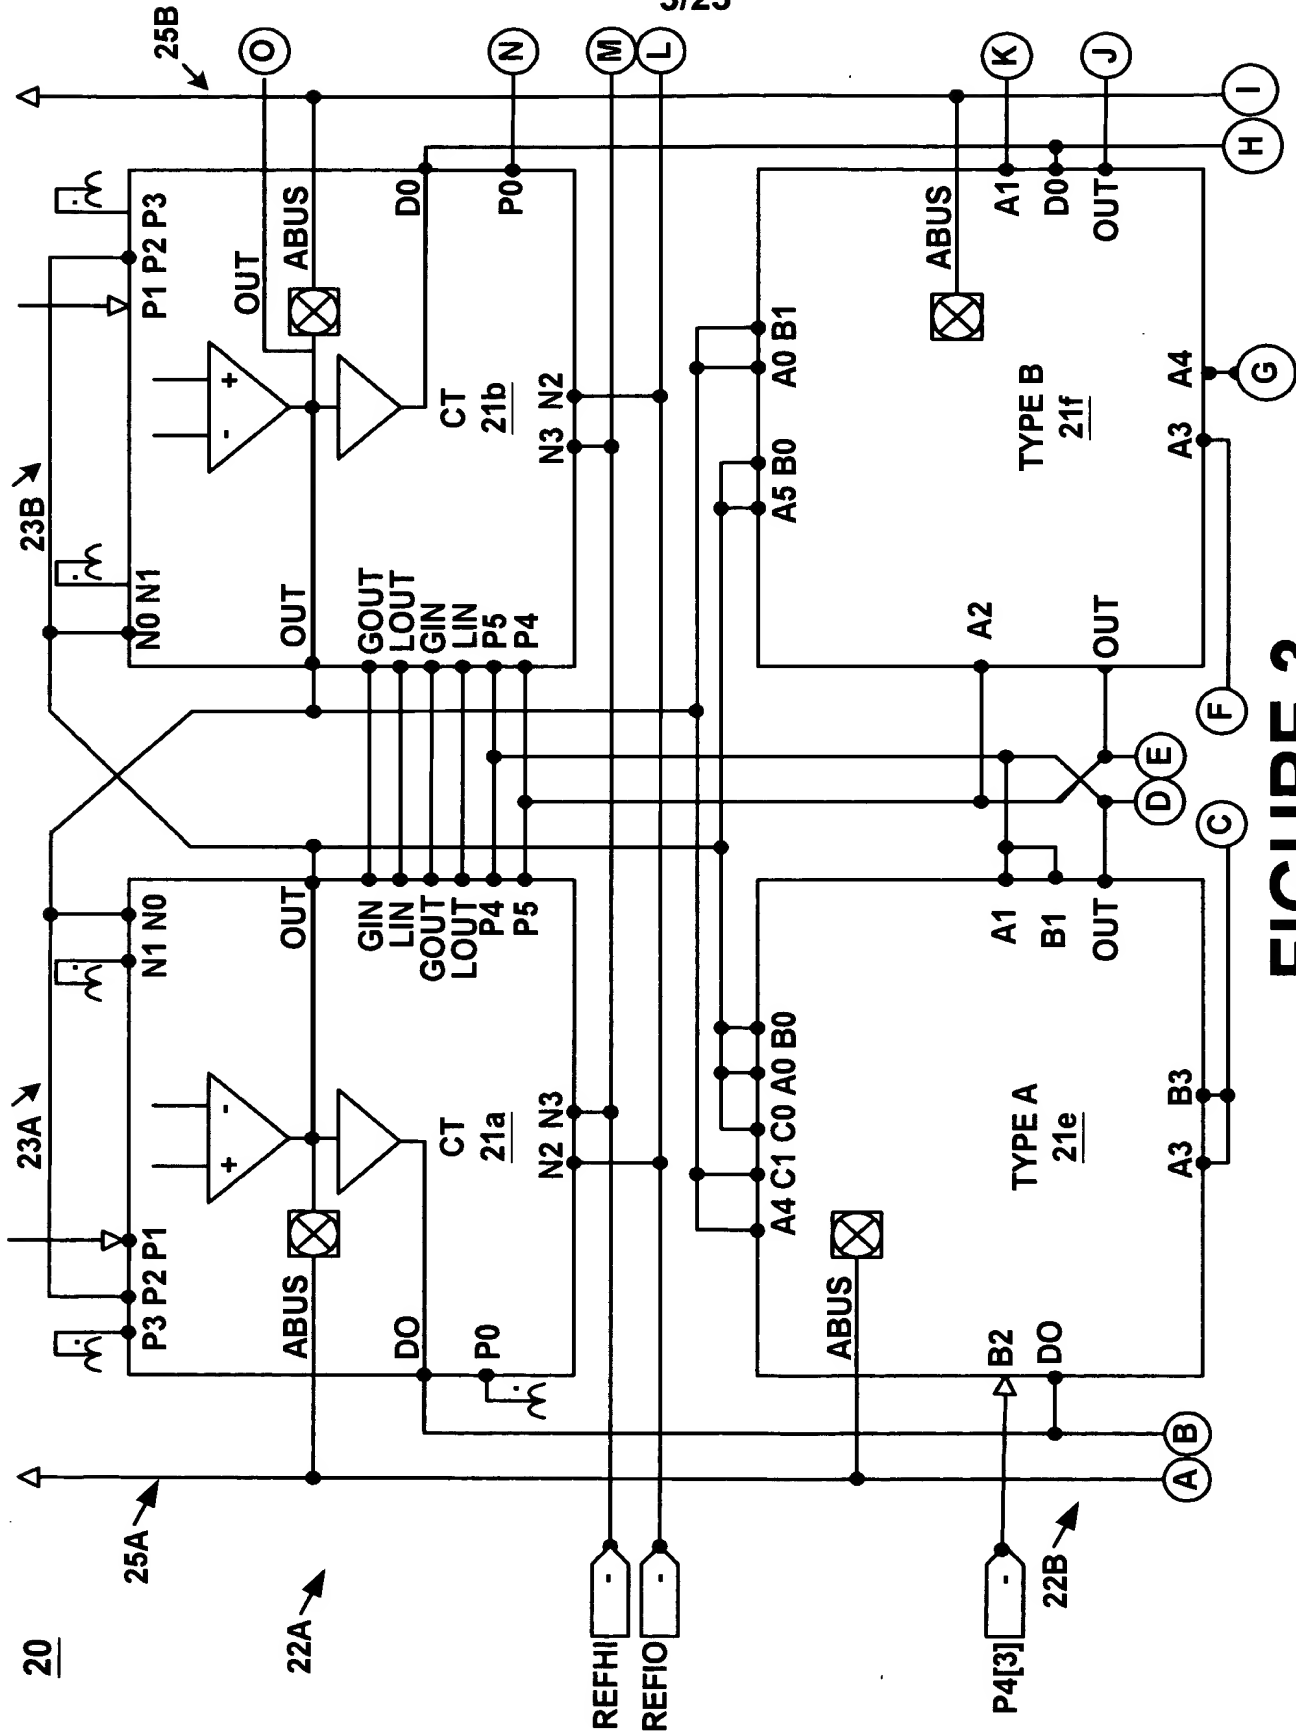 3/25
20
22A
25A
23A
23B
25B
O
N
M
L
K
J
I
H
P3 P2 P1
N1 N0
ABUS
OUT
DO
P0
CT
21a
N2 N3
GIN
LIN
GOUT
LOUT
P4
P5
N0 N1
P1 P2 P3
OUT
OUT
ABUS
GOUT
LOUT
GIN
LIN
P5
P4
D0
P0
CT
21b
N3 N2
REFHI
REFIO
P4[3]
22B
A4 C1 C0 A0 B0
ABUS
B2
DO
TYPE A
21e
A1
B1
OUT
A3
B3
A5 B0
A0 B1
ABUS
A1
D0
OUT
A2
OUT
TYPE B
21f
A3
A4
A
B
C
D
E
F
G
+
-
-
+
-
-
-